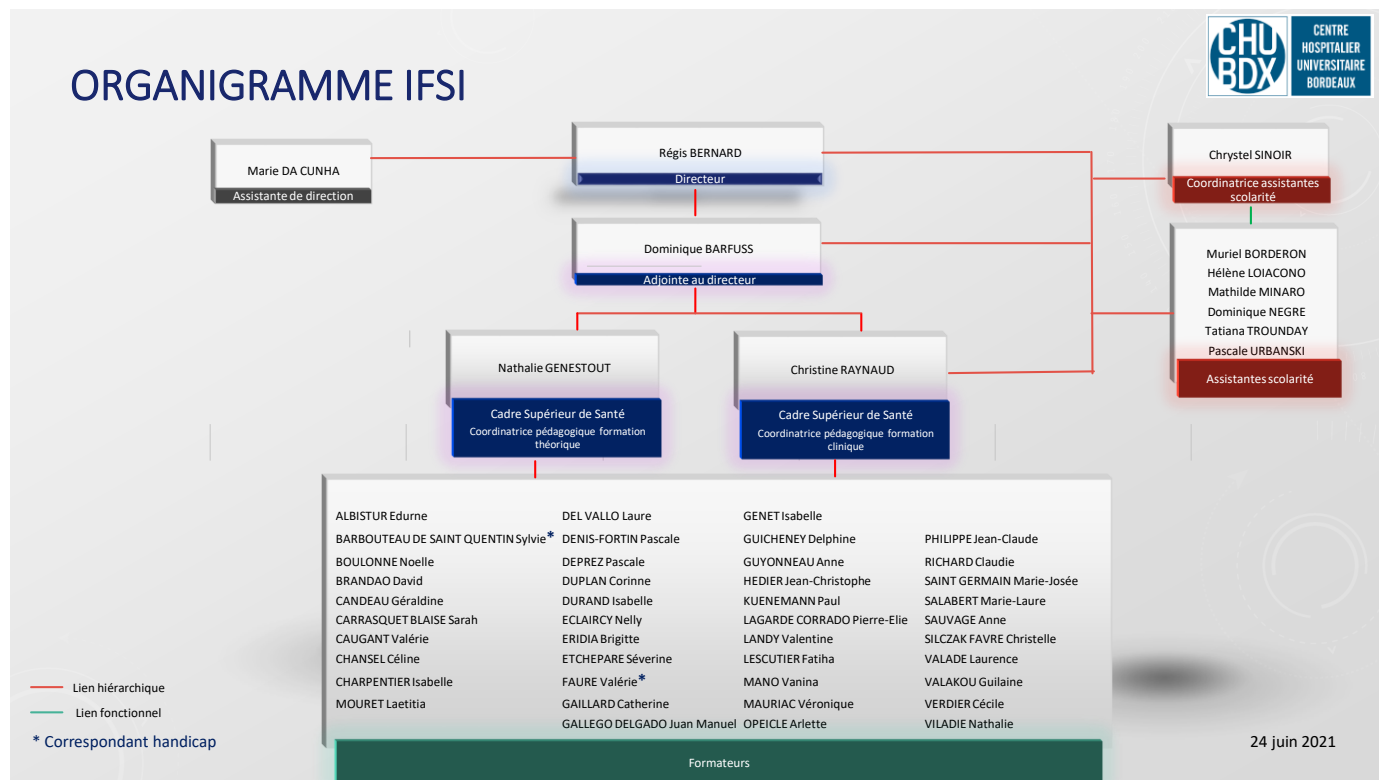 CHU
BDX
CENTRE
HOSPITALIER
UNIVERSITAIRE
BORDEAUX
ORGANIGRAMME IFSI
Marie DA CUNHA
Assistante de direction
Régis BERNARD
Directeur
Chrystel SINOIR
Coordinatrice assistantes
scolarité
Dominique BARFUSS
Adjointe au directeur
Muriel BORDERON
Hélène LOIACONO
Mathilde MINARO
Dominique NEGRE
Tatiana TROUNDAY
Pascale URBANSKI
Assistantes scolarité
Nathalie GENESTOUT
Cadre Supérieur de Santé
Coordinatrice pédagogique formation
théorique
Christine RAYNAUD
Cadre Supérieur de Santé
Coordinatrice pédagogique formation
clinique
ALBISTUR Edurne
BARBOUTEAU DE SAINT QUENTIN Sylvie*
BOULONNE Noelle
BRANDAO David
CANDEAU Géraldine
CARRASQUET BLAISE Sarah
CAUGANT Valérie
CHANSEL Céline
CHARPENTIER Isabelle
MOURET Laetitia
DEL VALLO Laure
DENIS-FORTIN Pascale
DEPREZ Pascale
DUPLAN Corinne
DURAND Isabelle
ECLAIRCY Nelly
ERIDIA Brigitte
ETCHEPARE Séverine
FAURE Valérie*
GAILLARD Catherine
GALLEGO DELGADO Juan Manuel
GENET Isabelle
GUICHENEY Delphine
GUYONNEAU Anne
HEDIER Jean-Christophe
KUENEMANN Paul
LAGARDE CORRADO Pierre-Elie
LANDY Valentine
LESCUTIER Fatiha
MANO Vanina
MAURIAC Véronique
OPEICLE Arlette
PHILIPPE Jean-Claude
RICHARD Claudie
SAINT GERMAIN Marie-Josée
SALABERT Marie-Laure
SAUVAGE Anne
SILCZAK FAVRE Christelle
VALADE Laurence
VALAKOU Guilaine
VERDIER Cécile
VILADIE Nathalie
Formateurs
Lien hiérarchique
Lien fonctionnel
* Correspondant handicap
24 juin 2021